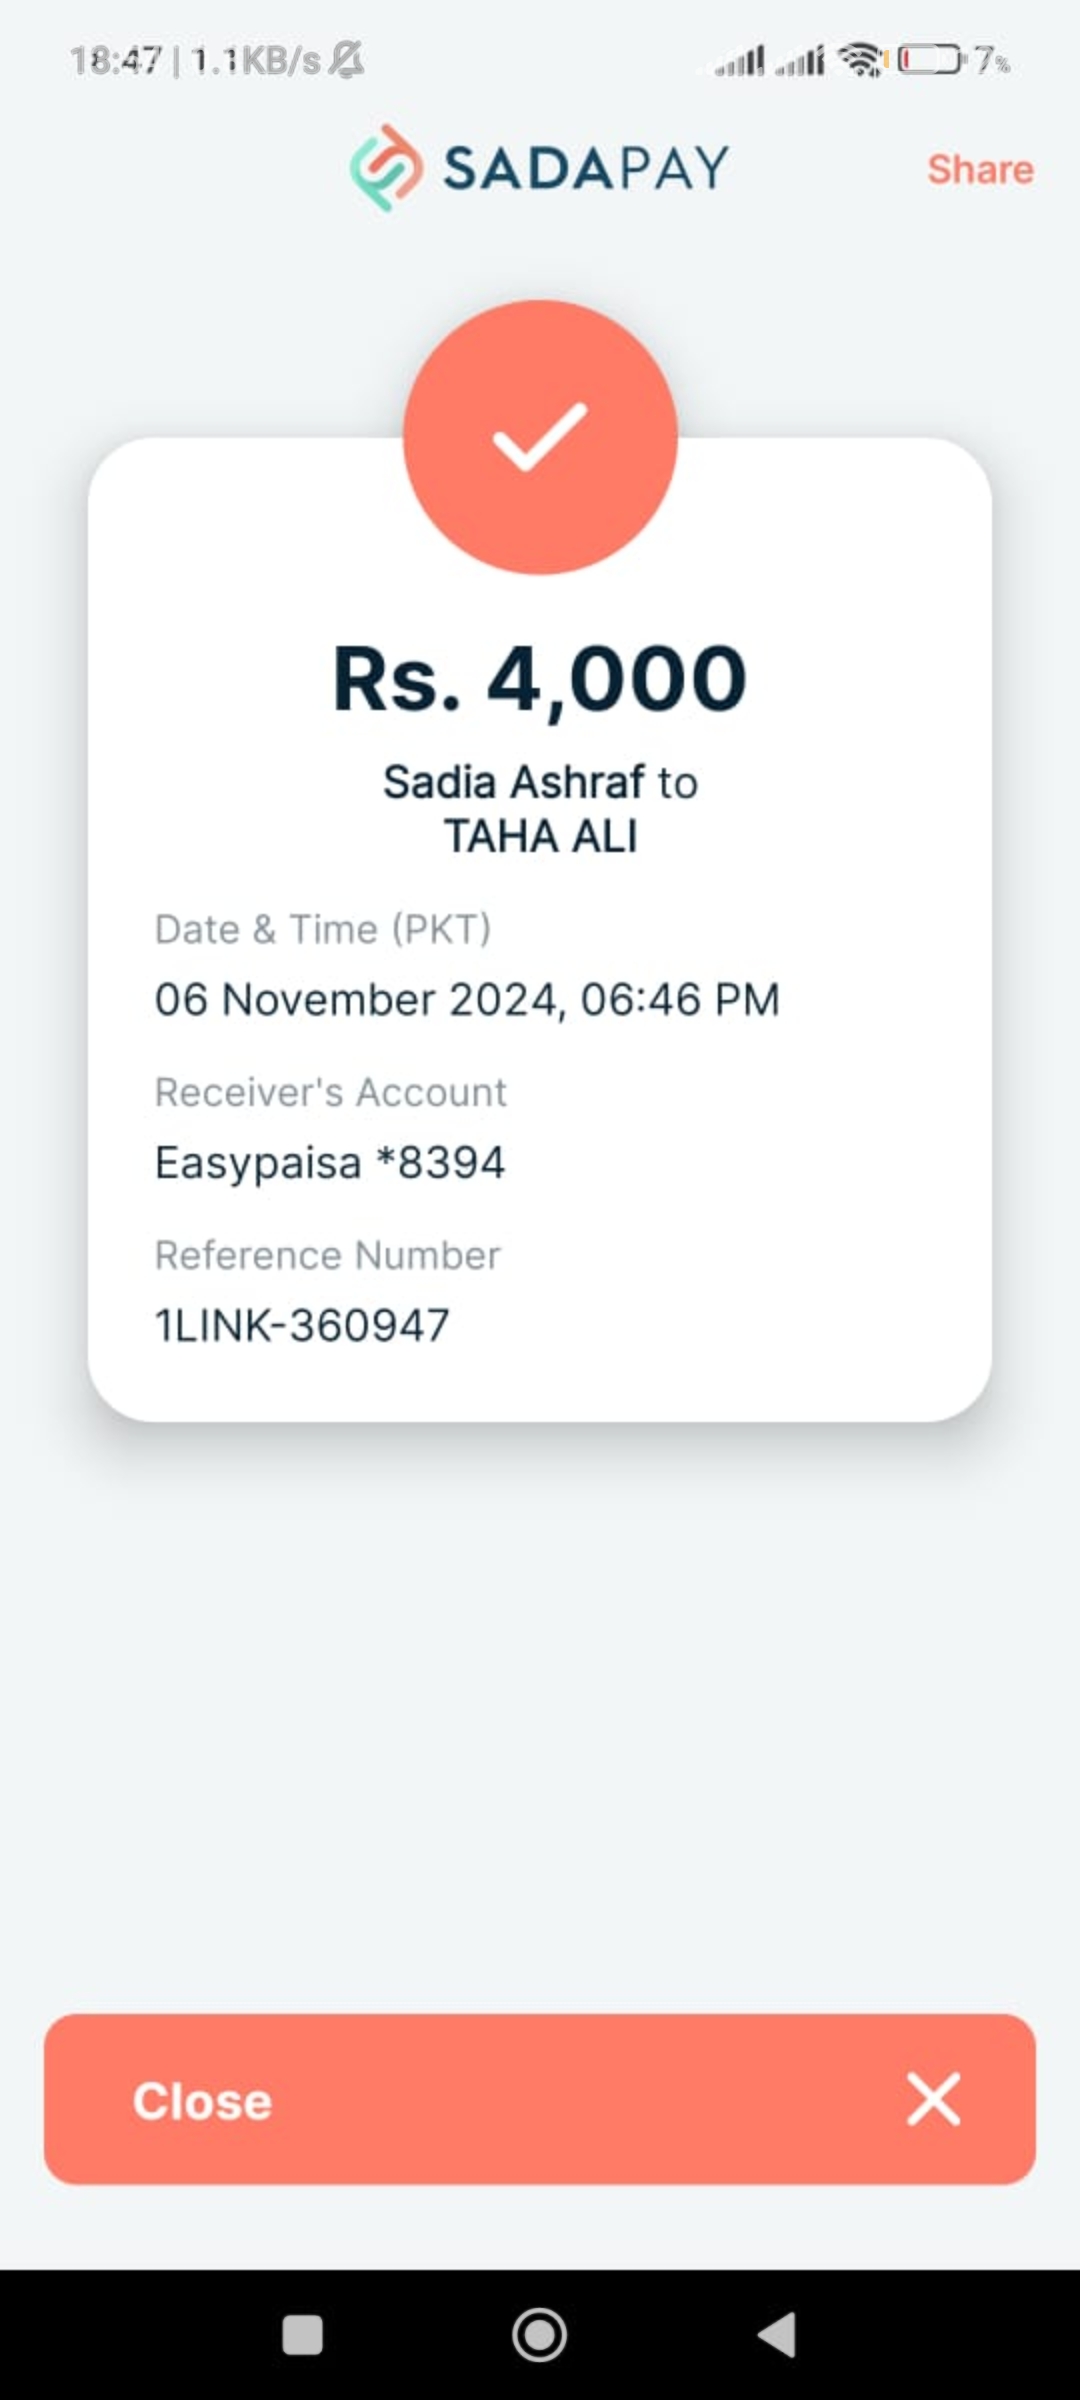 18:47 | 1.1KB/s
7%
SADAPAY
Share
Rs. 4,000
Sadia Ashraf to
TAHA ALI
Date & Time (PKT)
06 November 2024, 06:46 PM
Receiver's Account
Easypaisa *8394
Reference Number
1LINK-360947
Close